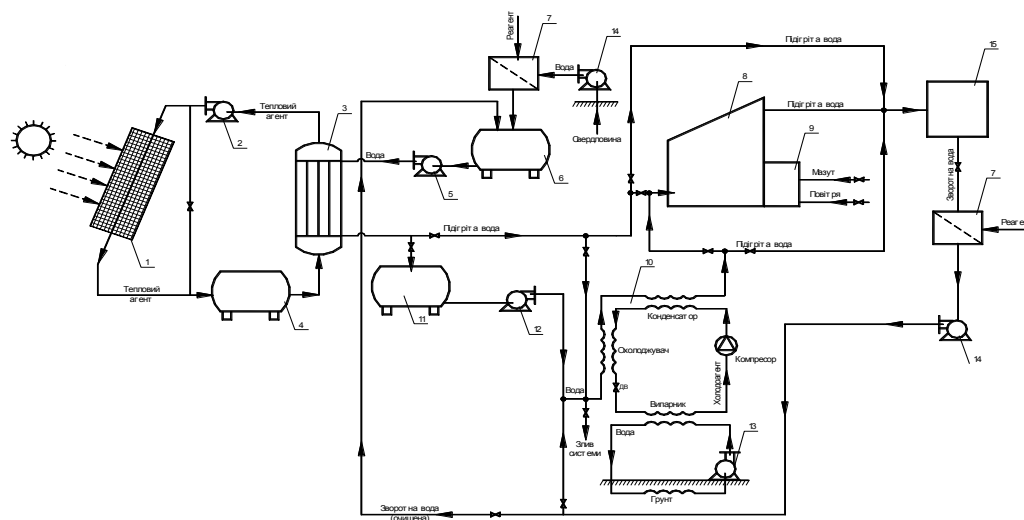 Реагент
7
14
Вода
Свердловина
Підігріта вода
15
8
Підігріта вода
9
Мазут
Повітря
Тепловий
агент
2
3
Вода
5
6
Зворотна вода
7
Підігріта вода
Підігріта вода
1
Тепловий
агент
4
11
12
10
Конденсатор
Охолоджувач
Компресор
Холодоагент
дв
Вода
Випарник
Вода
13
14
Злив
системи
Грунт
Зворотна вода
(очищена)